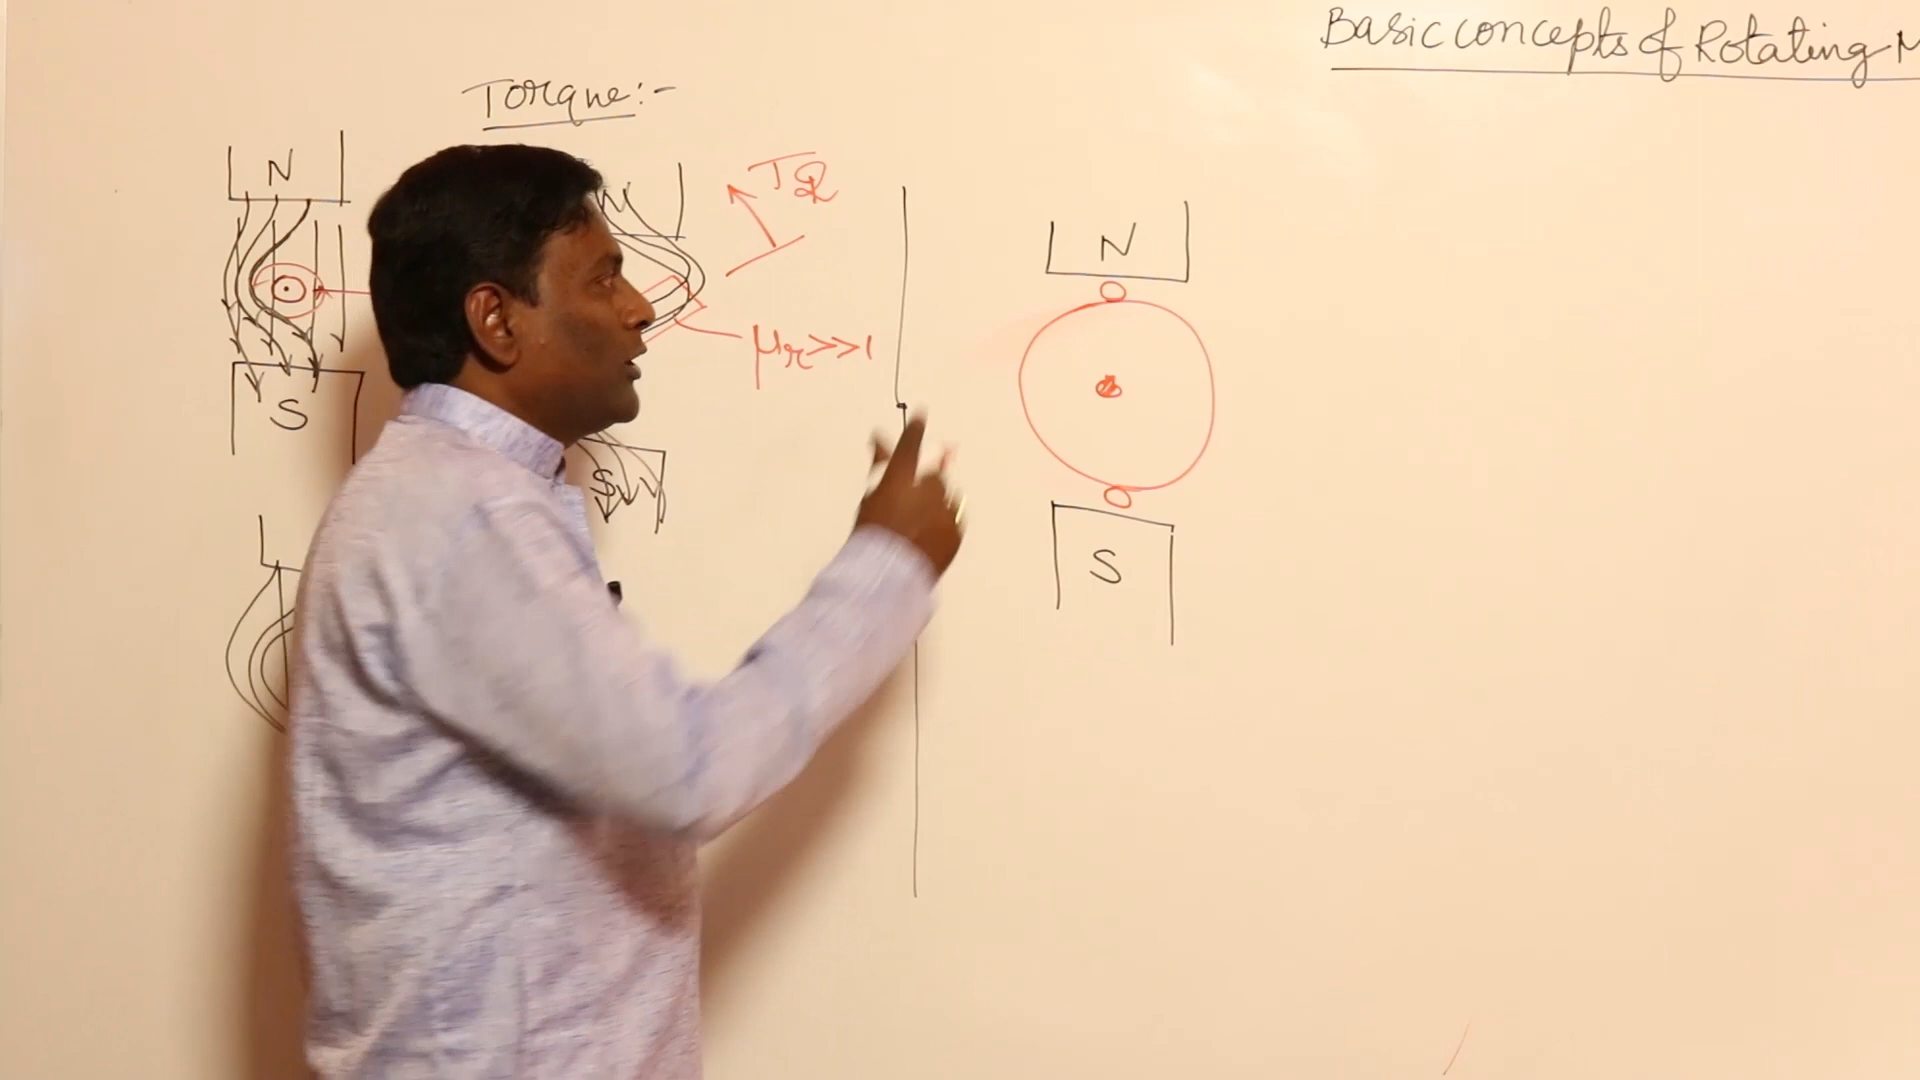 Basic concepts of Rotating M
Torque:-
N
N
TQ
N
μr>>1
S
S
S